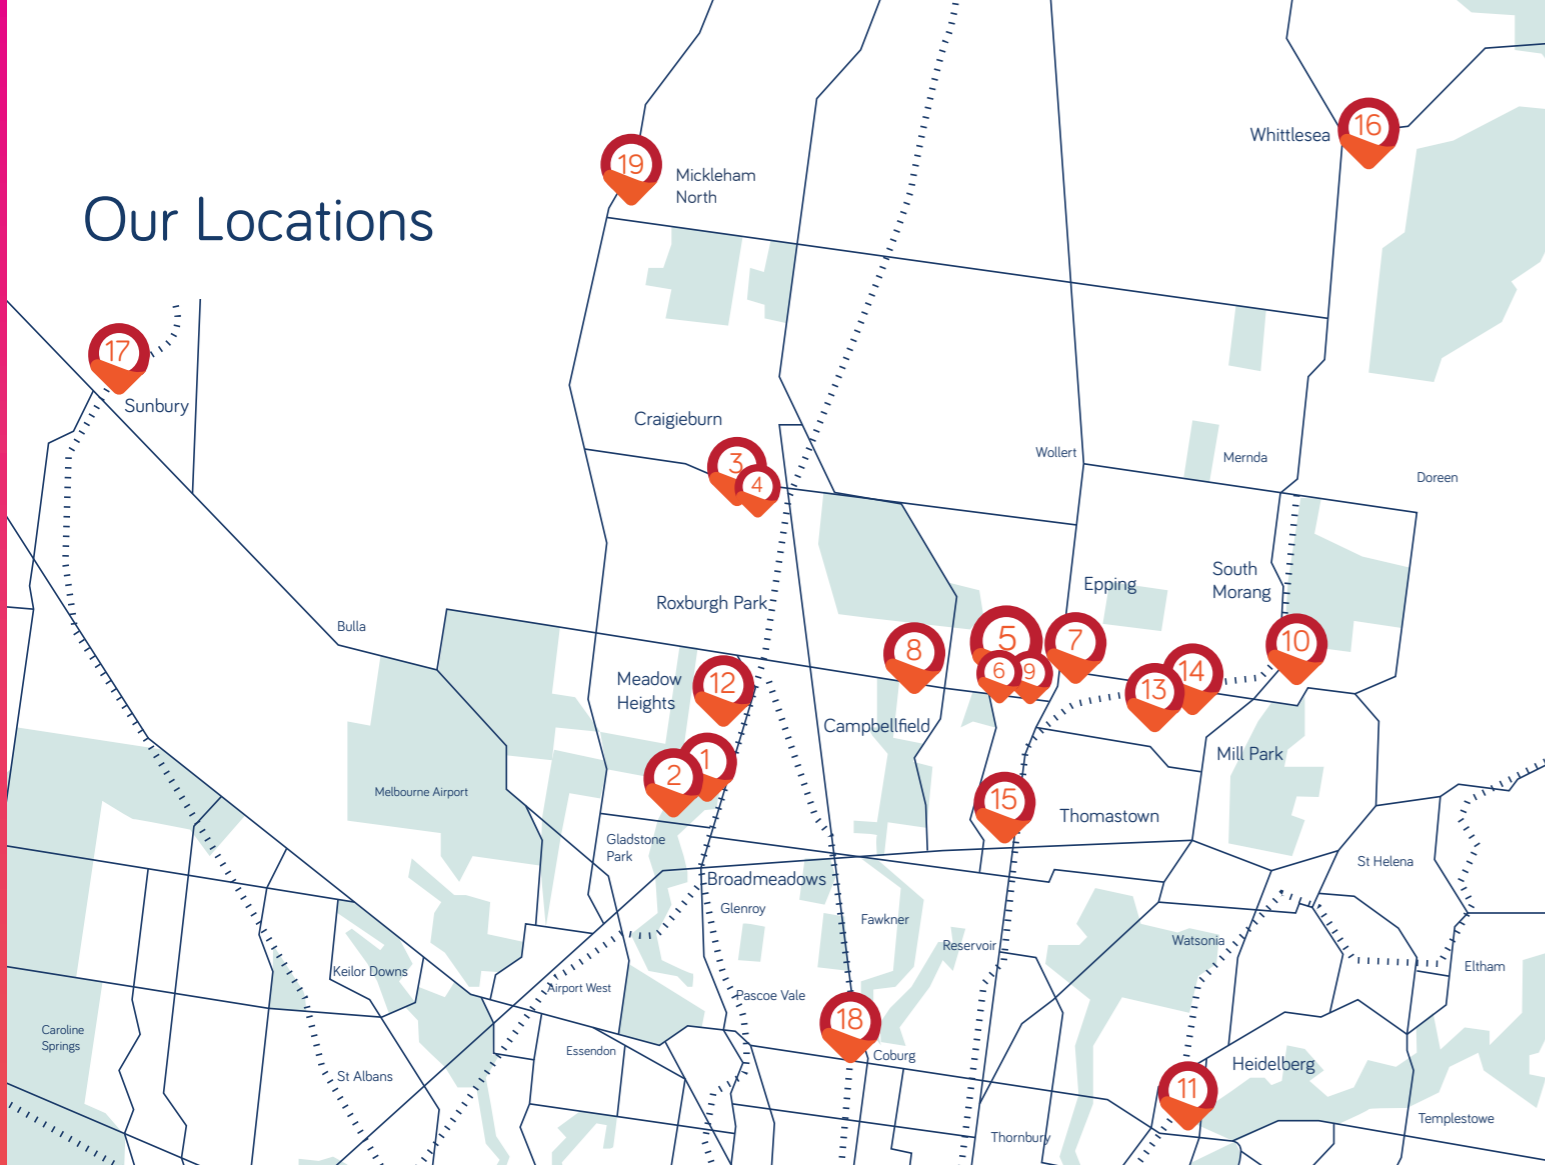 Our Locations
16
Whittlesea
19
Mickleham
North
17
Sunbury
Craigieburn
3
4
Wollert
Mernda
Doreen
South
Morang
Epping
Roxburgh Park
Bulla
5
7
8
10
6
9
14
13
Meadow
Heights
12
Campbellfield
Mill Park
1
2
Melbourne Airport
15
Thomastown
Gladstone
Park
St Helena
Broadmeadows
Glenroy
Fawkner
Reservoir
Watsonia
Eltham
Keilor Downs
Airport West
Pascoe Vale
18
Caroline
Springs
Essendon
Coburg
Heidelberg
St Albans
11
Templestowe
Thornbury